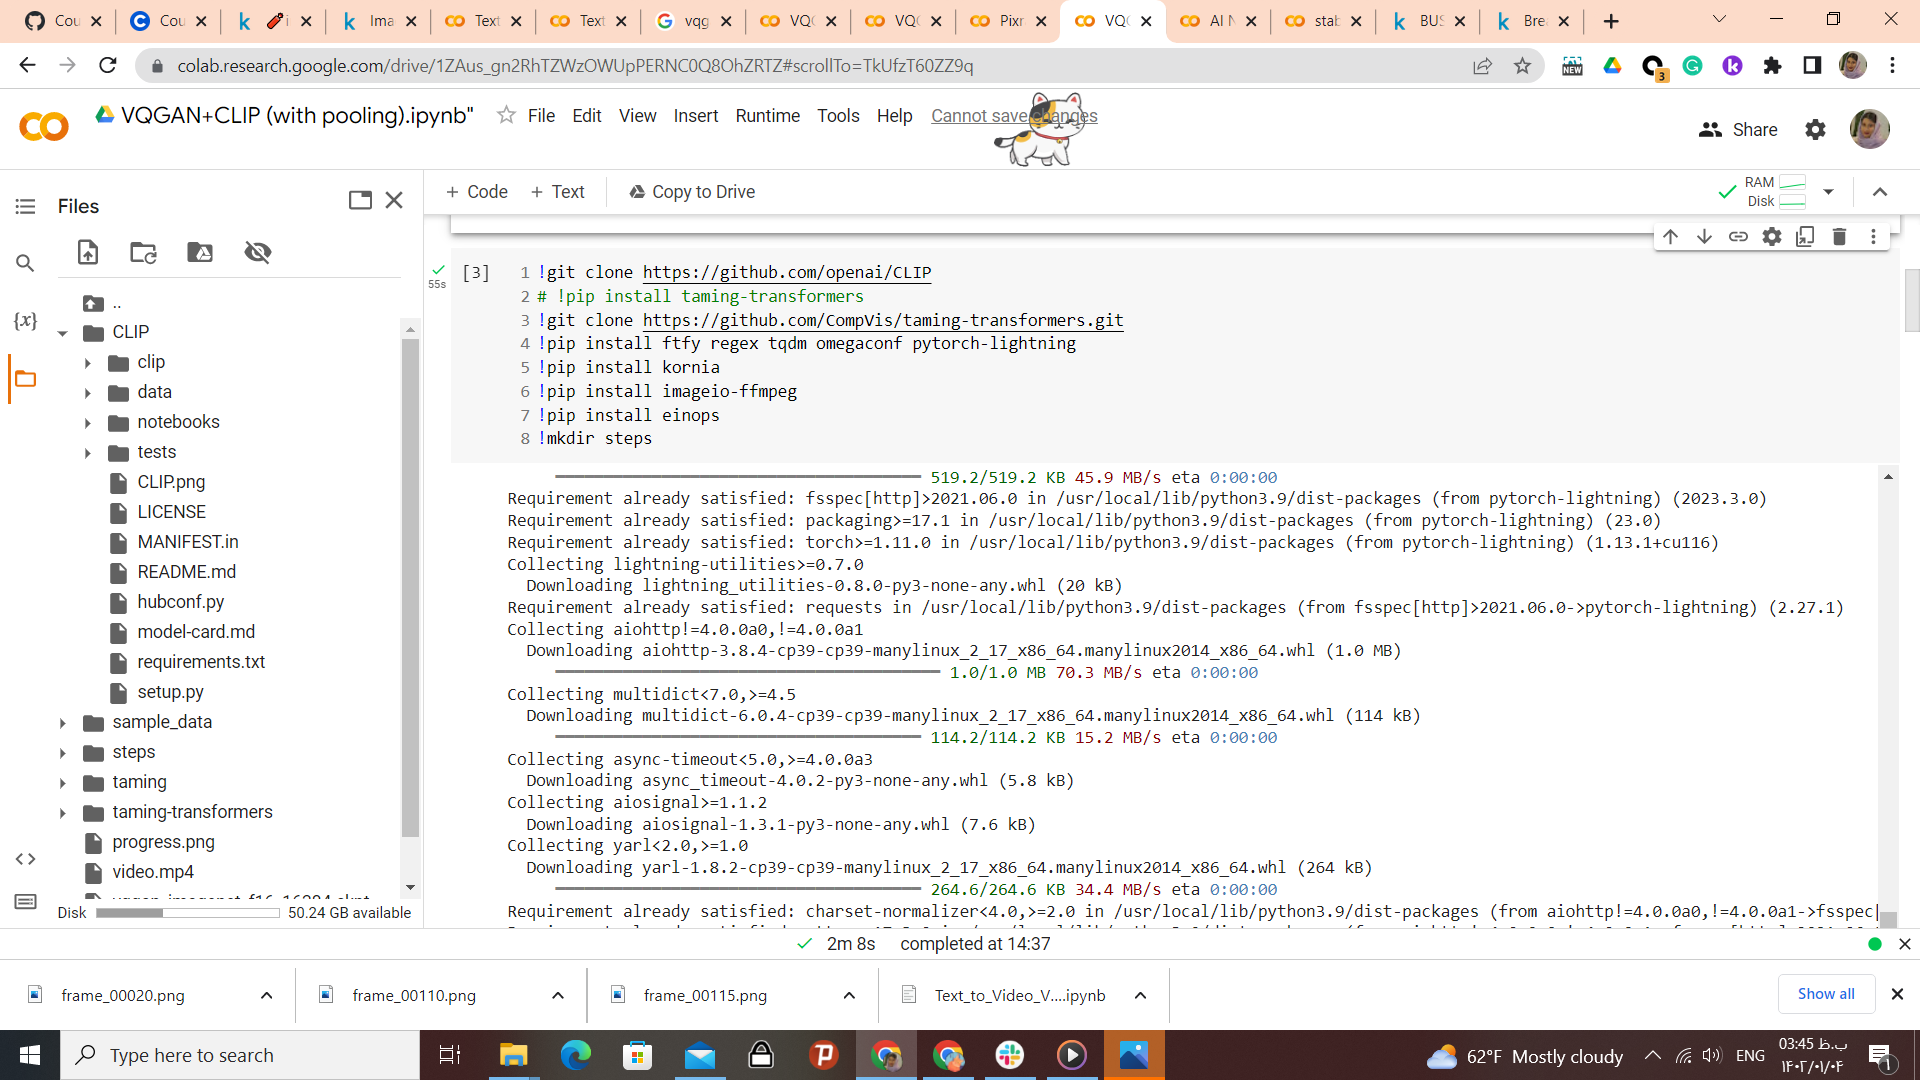 Cou
Cou
i
Ima
Text
Text
vqg
VQG
VQG
Pixr
VQG
AI N
stab
BUS
Bre
colab.research.google.com/drive/1ZAus_gn2RhTZWzOWUpPERNC0Q8OhZRTZ#scrollTo=TkUfzT60ZZ9q
NEW
3
VQGAN+CLIP (with pooling).ipynb"
File Edit View Insert Runtime Tools Help Cannot save changes
Share
Files
+ Code + Text Copy to Drive
RAM
Disk
..
CLIP
clip
data
notebooks
tests
CLIP.png
LICENSE
MANIFEST.in
README.md
hubconf.py
model-card.md
requirements.txt
setup.py
sample_data
steps
taming
taming-transformers
progress.png
video.mp4
Disk 50.24 GB available
{x}
55s
[3]
1 !git clone https://github.com/openai/CLIP
2 # !pip install taming-transformers
3 !git clone https://github.com/CompVis/taming-transformers.git
4 !pip install ftfy regex tqdm omegaconf pytorch-lightning
5 !pip install kornia
6 !pip install imageio-ffmpeg
7 !pip install einops
8 !mkdir steps
519.2/519.2 KB 45.9 MB/s eta 0:00:00
Requirement already satisfied: fsspec[http]>2021.06.0 in /usr/local/lib/python3.9/dist-packages (from pytorch-lightning) (2023.3.0)
Requirement already satisfied: packaging>=17.1 in /usr/local/lib/python3.9/dist-packages (from pytorch-lightning) (23.0)
Requirement already satisfied: torch>=1.11.0 in /usr/local/lib/python3.9/dist-packages (from pytorch-lightning) (1.13.1+cu116)
Collecting lightning-utilities>=0.7.0
Downloading lightning_utilities-0.8.0-py3-none-any.whl (20 kB)
Requirement already satisfied: requests in /usr/local/lib/python3.9/dist-packages (from fsspec[http]>2021.06.0->pytorch-lightning) (2.27.1)
Collecting aiohttp!=4.0.0a0,!=4.0.0a1
Downloading aiohttp-3.8.4-cp39-cp39-manylinux_2_17_x86_64.manylinux2014_x86_64.whl (1.0 MB)
1.0/1.0 MB 70.3 MB/s eta 0:00:00
Collecting multidict<7.0,>=4.5
Downloading multidict-6.0.4-cp39-cp39-manylinux_2_17_x86_64.manylinux2014_x86_64.whl (114 kB)
114.2/114.2 KB 15.2 MB/s eta 0:00:00
Collecting async-timeout<5.0,>=4.0.0a3
Downloading async_timeout-4.0.2-py3-none-any.whl (5.8 kB)
Collecting aiosignal>=1.1.2
Downloading aiosignal-1.3.1-py3-none-any.whl (7.6 kB)
Collecting yarl<2.0,>=1.0
Downloading yarl-1.8.2-cp39-cp39-manylinux_2_17_x86_64.manylinux2014_x86_64.whl (264 kB)
264.6/264.6 KB 34.4 MB/s eta 0:00:00
Requirement already satisfied: charset-normalizer<4.0,>=2.0 in /usr/local/lib/python3.9/dist-packages (from aiohttp!=4.0.0a0,!=4.0.0a1->fsspec[
2m 8s completed at 14:37
frame_00020.png
frame_00110.png
frame_00115.png
Text_to_Video_V....ipynb
Show all
Type here to search
62°F Mostly cloudy
ENG
03:45 ب.ظ
۱۴۰۲/۰۱/۰۴
1